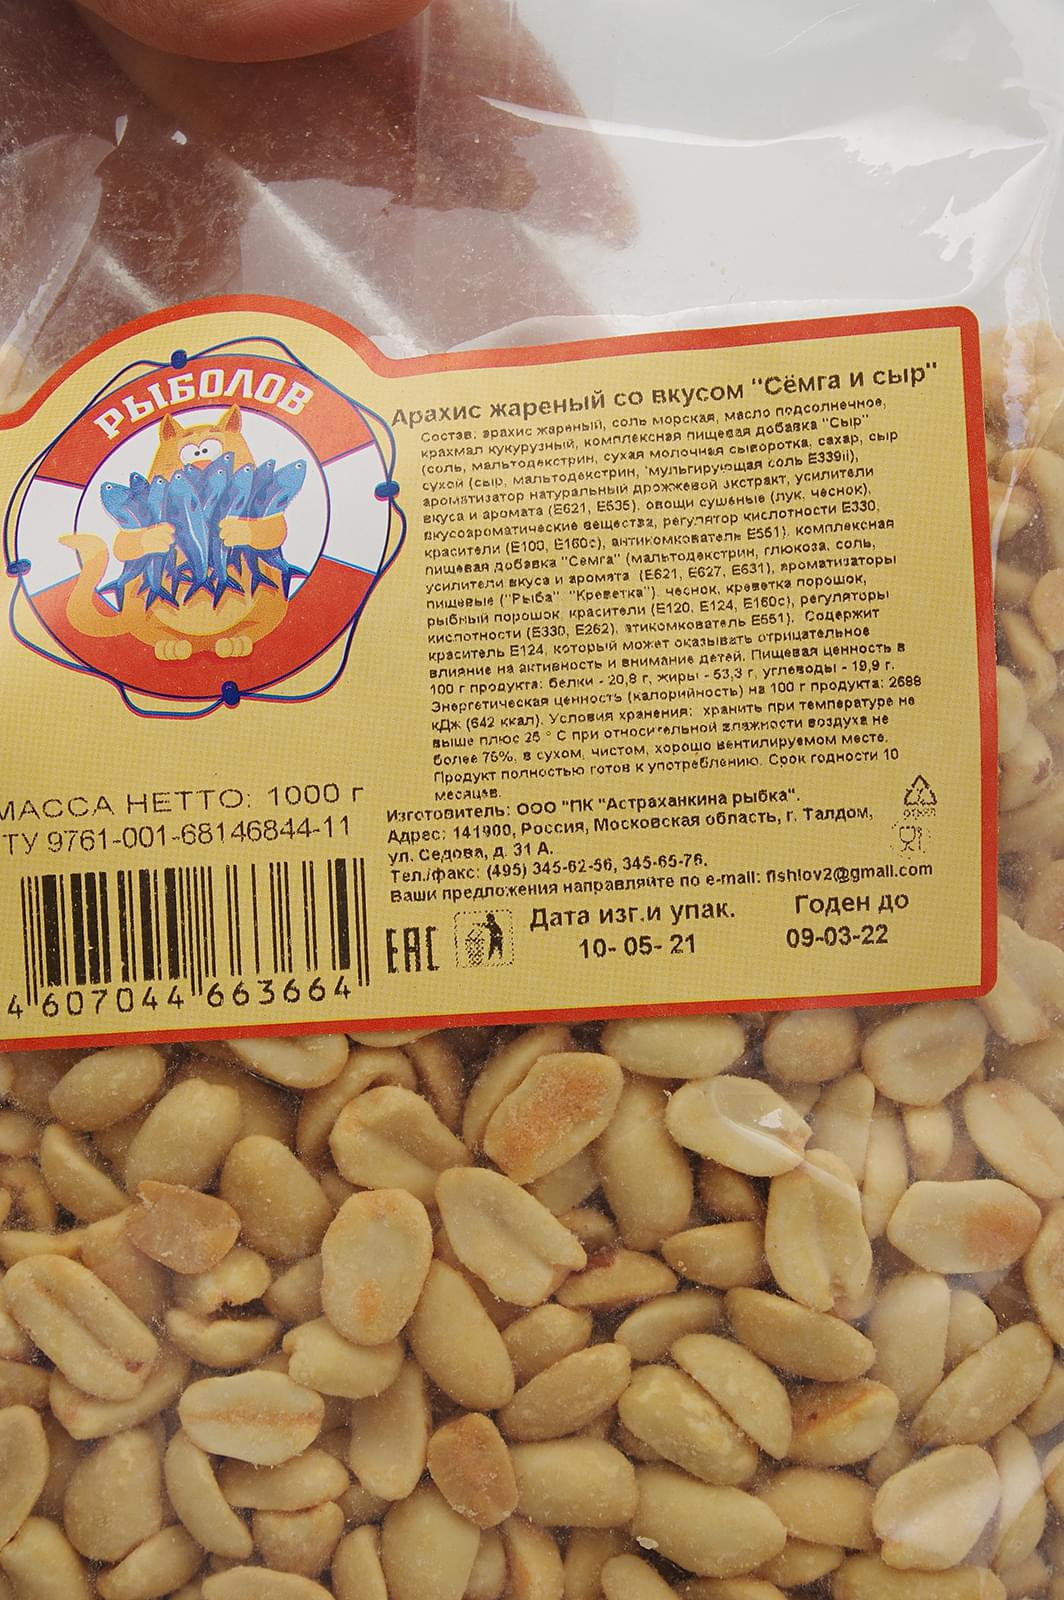 РЫБОЛОВ
Арахис жареный со вкусом "Сёмга и сыр"
Состав: арахис жареный, соль морская, масло подсолнечное,
крахмал кукурузный, комплексная пищевая добавка "Сыр"
(соль, мальтодекстрин, сухая молочная сыворотка, сахар, сыр
сухой (сыр, мальтодекстрин, эмульгирующая соль Е339ii),
ароматизатор натуральный дрожжевой экстракт, усилители
вкуса и аромата (Е621, Е635), овощи сушеные (лук, чеснок),
вкусоароматические вещества, регулятор кислотности Е330,
красители (Е100, Е160с), антикомкователь Е551), комплексная
пищевая добавка "Семга" (мальтодекстрин, глюкоза, соль,
усилители вкуса и аромата (Е621, Е627, Е631), ароматизаторы
пищевые ("Рыба" "Креветка"), чеснок, креветка порошок,
рыбный порошок, красители (Е120, Е124, Е160с), регуляторы
кислотности (Е330, Е262), антикомкователь Е551). Содержит
краситель Е124, который может оказывать отрицательное
влияние на активность и внимание детей. Пищевая ценность в
100 г продукта: белки - 20,8 г, жиры - 53,3 г, углеводы - 19,9 г.
Энергетическая ценность (калорийность) на 100 г продукта: 2688
кДж (642 ккал). Условия хранения: хранить при температуре не
выше плюс 25 ° С при относительной влажности воздуха не
более 75%, в сухом, чистом, хорошо вентилируемом месте.
Продукт полностью готов к употреблению. Срок годности 10
месяцев.
Изготовитель: ООО "ПК "Астраханкина рыбка".
Адрес: 141900, Россия, Московская область, г. Талдом,
ул. Седова, д. 31 А.
Тел./факс: (495) 345-62-56, 345-65-76.
Ваши предложения направляйте по e-mail: fishlov2@gmail.com
МАССА НЕТТО: 1000 г
ТУ 9761-001-68146844-11
4 607044 663664
ЕАС
Дата изг.и упак.
10- 05- 21
Годен до
09-03-22